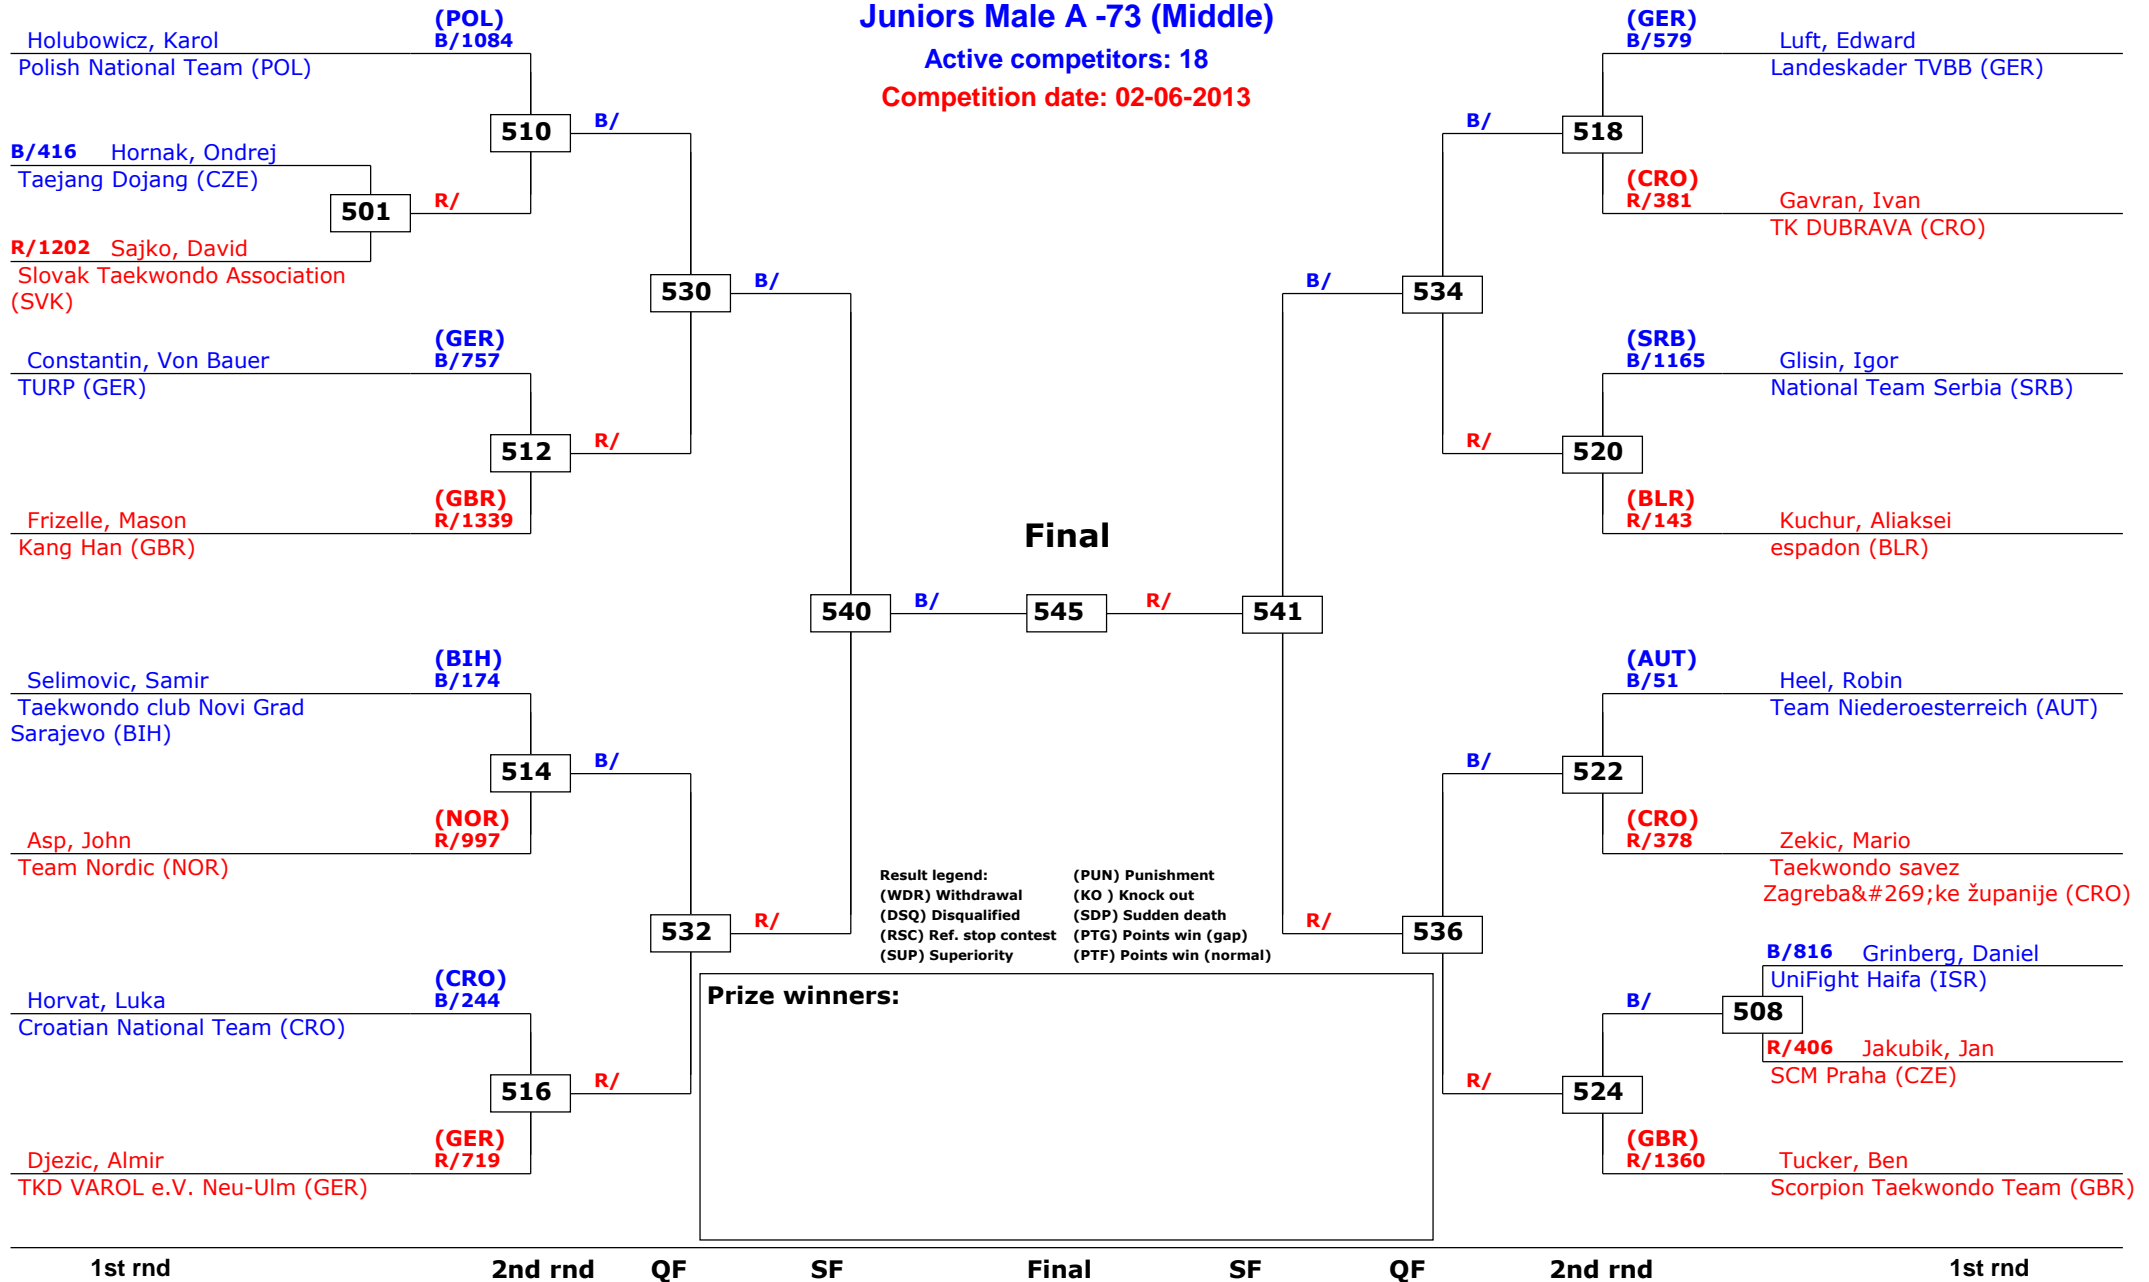 Juniors Male A -73 (Middle)
Active competitors: 18
Competition date: 02-06-2013
(POL)
Holubowicz, Karol B/1084
Polish National Team (POL)
510
B/
B/416 Hornak, Ondrej
Taejang Dojang (CZE)
501
R/
R/1202 Sajko, David
Slovak Taekwondo Association
(SVK)
530
B/
(GER)
Constantin, Von Bauer B/757
TURP (GER)
512
R/
(GBR)
Frizelle, Mason R/1339
Kang Han (GBR)
540
B/
(BIH)
Selimovic, Samir B/174
Taekwondo club Novi Grad
Sarajevo (BIH)
514
B/
(NOR)
Asp, John R/997
Team Nordic (NOR)
532
R/
(CRO)
Horvat, Luka B/244
Croatian National Team (CRO)
516
R/
(GER)
Djezic, Almir R/719
TKD VAROL e.V. Neu-Ulm (GER)
Final
545
R/
541
(GER)
B/579 Luft, Edward
Landeskader TVBB (GER)
B/
518
(CRO)
R/381 Gavran, Ivan
TK DUBRAVA (CRO)
B/
534
(SRB)
B/1165 Glisin, Igor
National Team Serbia (SRB)
R/
520
(BLR)
R/143 Kuchur, Aliaksei
espadon (BLR)
(AUT)
B/51 Heel, Robin
Team Niederoesterreich (AUT)
B/
522
(CRO)
R/378 Zekic, Mario
Taekwondo savez
Zagreba&#269;ke županije (CRO)
R/
536
B/816 Grinberg, Daniel
UniFight Haifa (ISR)
B/
508
R/406 Jakubik, Jan
SCM Praha (CZE)
R/
524
(GBR)
R/1360 Tucker, Ben
Scorpion Taekwondo Team (GBR)
Result legend: (PUN) Punishment
(WDR) Withdrawal (KO ) Knock out
(DSQ) Disqualified (SDP) Sudden death
(RSC) Ref. stop contest (PTG) Points win (gap)
(SUP) Superiority (PTF) Points win (normal)
Prize winners:
1st rnd 2nd rnd QF SF Final SF QF 2nd rnd 1st rnd